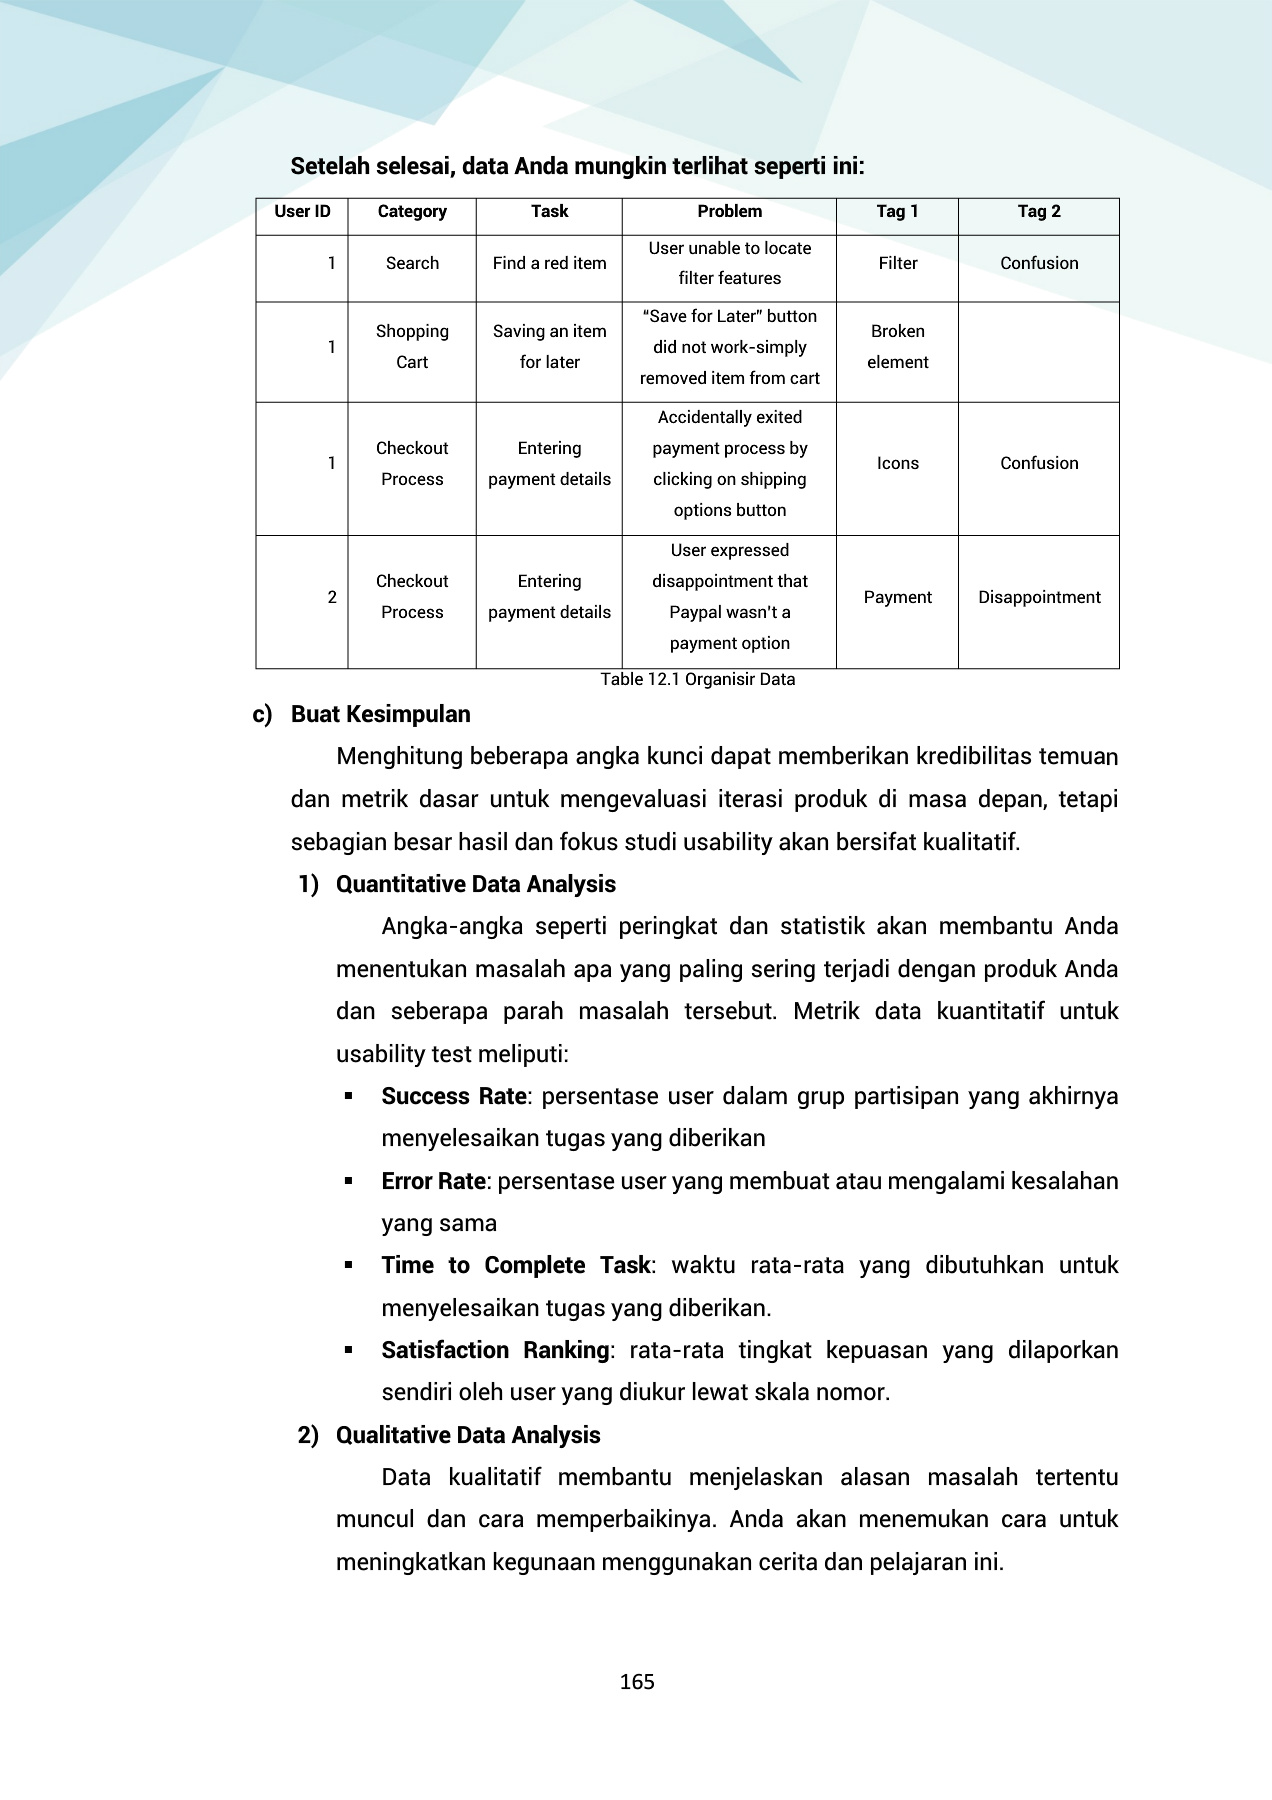 Setelah selesai, data Anda mungkin terlihat seperti ini:
User ID Category Task Problem Tag 1 Tag 2
1 Search Find a red item User unable to locate filter features Filter Confusion
1 Shopping Cart Saving an item for later “Save for Later” button did not work-simply removed item from cart Broken element
1 Checkout Process Entering payment details Accidentally exited payment process by clicking on shipping options button Icons Confusion
2 Checkout Process Entering payment details User expressed disappointment that Paypal wasn't a payment option Payment Disappointment
Table 12.1 Organisir Data
c) Buat Kesimpulan
Menghitung beberapa angka kunci dapat memberikan kredibilitas temuan
dan metrik dasar untuk mengevaluasi iterasi produk di masa depan, tetapi
sebagian besar hasil dan fokus studi usability akan bersifat kualitatif.
1) Quantitative Data Analysis
Angka-angka seperti peringkat dan statistik akan membantu Anda
menentukan masalah apa yang paling sering terjadi dengan produk Anda
dan seberapa parah masalah tersebut. Metrik data kuantitatif untuk
usability test meliputi:
▪ Success Rate: persentase user dalam grup partisipan yang akhirnya
menyelesaikan tugas yang diberikan
▪ Error Rate: persentase user yang membuat atau mengalami kesalahan
yang sama
▪ Time to Complete Task: waktu rata-rata yang dibutuhkan untuk
menyelesaikan tugas yang diberikan.
▪ Satisfaction Ranking: rata-rata tingkat kepuasan yang dilaporkan
sendiri oleh user yang diukur lewat skala nomor.
2) Qualitative Data Analysis
Data kualitatif membantu menjelaskan alasan masalah tertentu
muncul dan cara memperbaikinya. Anda akan menemukan cara untuk
meningkatkan kegunaan menggunakan cerita dan pelajaran ini.
165